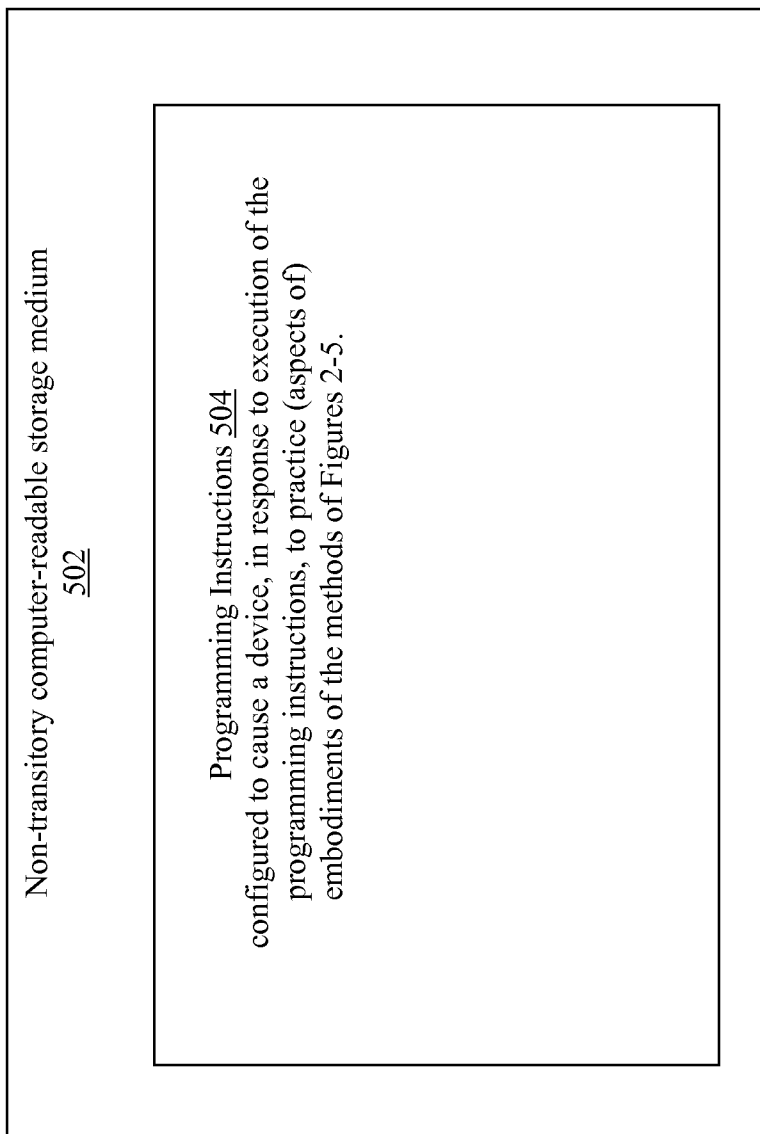 Non-transitory computer-readable storage medium
502
Programming Instructions 504
configured to cause a device, in response to execution of the
programming instructions, to practice (aspects of)
embodiments of the methods of Figures 2-5.